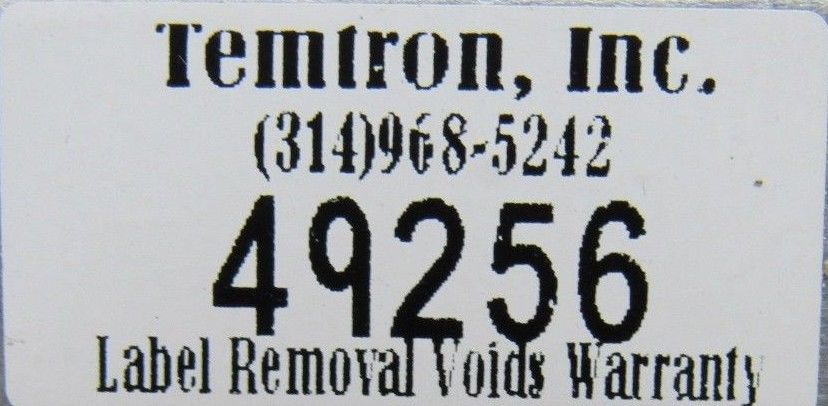 Temtron, Inc.
(314)968-5242
49256
Label Removal Voids Warranty